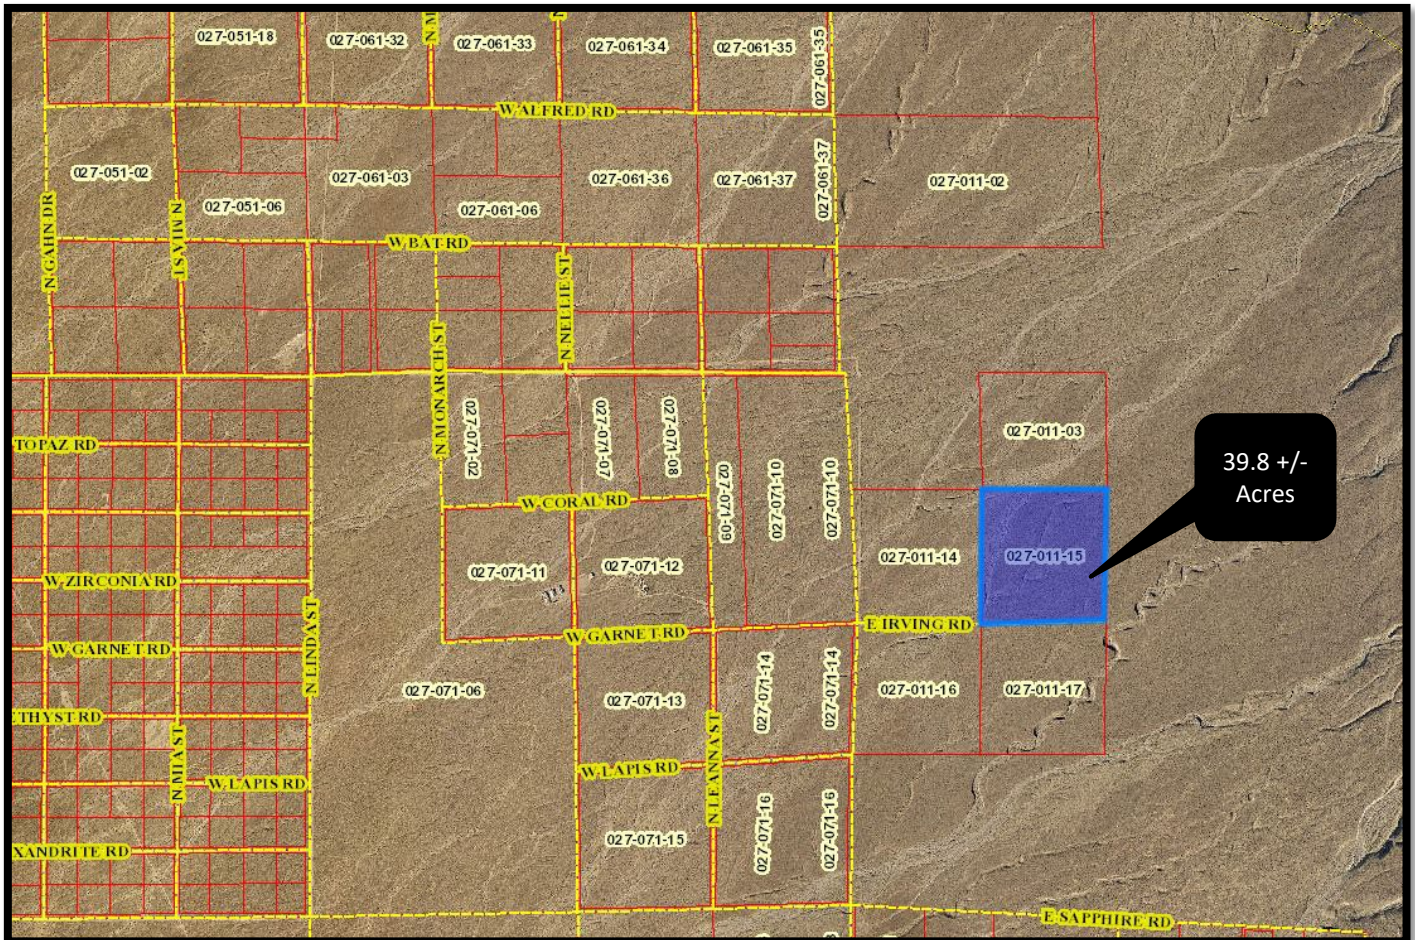 027-051-18
027-061-32
N M
027-061-33
N
027-061-34
027-061-35
027-061-35
W ALFRED RD
027-051-02
027-061-03
027-061-36
027-061-37
027-061-37
027-011-02
027-051-06
027-061-06
N GAHN DR
N MIA ST
W BAT RD
N NELLIE ST
N MONARCH ST
027-071-02
027-071-07
027-071-08
027-071-09
027-071-10
027-071-10
027-011-03
TOPAZ RD
39.8 +/-
Acres
W CORAL RD
027-011-14
027-011-15
027-071-11
027-071-12
W ZIRCONIA RD
N LINDA ST
W GARNET RD
E IRVING RD
W GARNET RD
027-071-06
027-071-13
027-071-14
027-071-14
027-011-16
027-011-17
ETHYST RD
N MIA ST
W LAPIS RD
W LAPIS RD
N LEANNA ST
027-071-15
027-071-16
027-071-16
XANDRITE RD
E SAPPHIRE RD